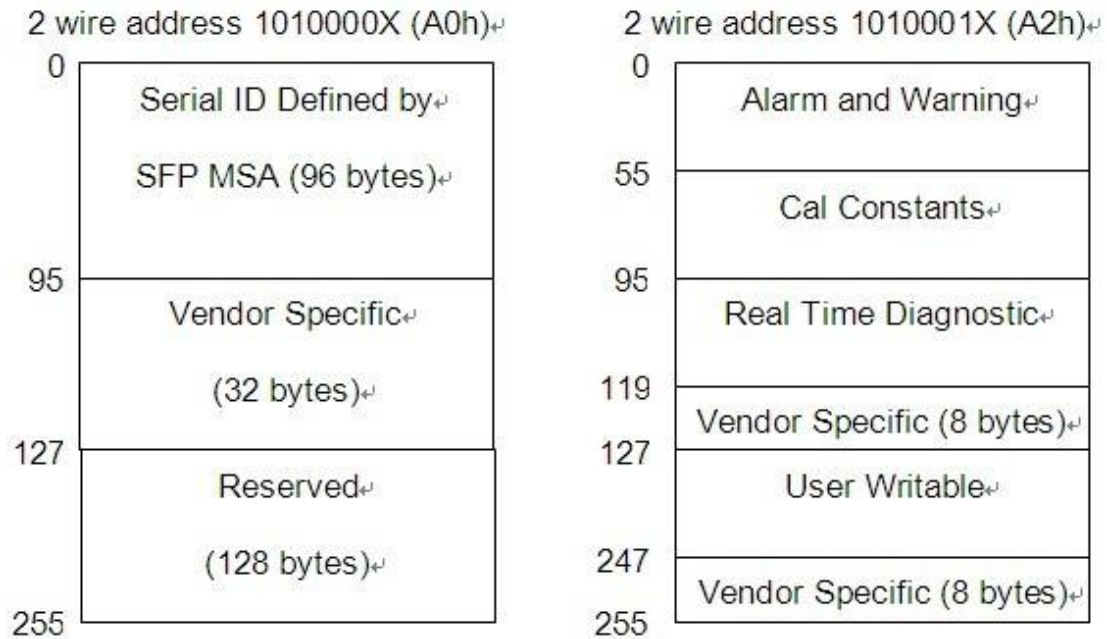 2 wire address 1010000X (A0h)↵
0
Serial ID Defined by↵
SFP MSA (96 bytes)↵
95
Vendor Specific↵
(32 bytes)↵
127
Reserved↵
(128 bytes)↵
255
2 wire address 1010001X (A2h)↵
0
Alarm and Warning↵
55
Cal Constants↵
95
Real Time Diagnostic↵
119
Vendor Specific (8 bytes)↵
127
User Writable↵
247
Vendor Specific (8 bytes)↵
255